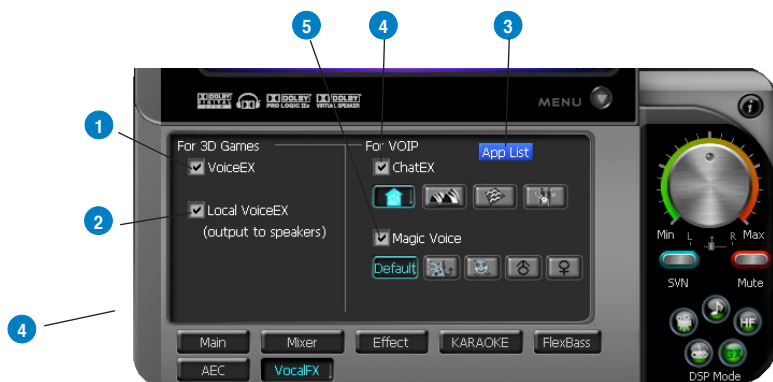 5 4 3
DOLBY DIGITAL DOLBY PRO LOGIC IIx DOLBY VIRTUAL SPEAKER
MENU
i
1
For 3D Games For VOIP App List
VoiceEX ChatEX
2
Local VoiceEX
(output to speakers)
Magic Voice
Default
Min L R Max
SVN Mute
4
HF
Main Mixer Effect KARAOKE FlexBass
AEC VocalFX
DSP Mode